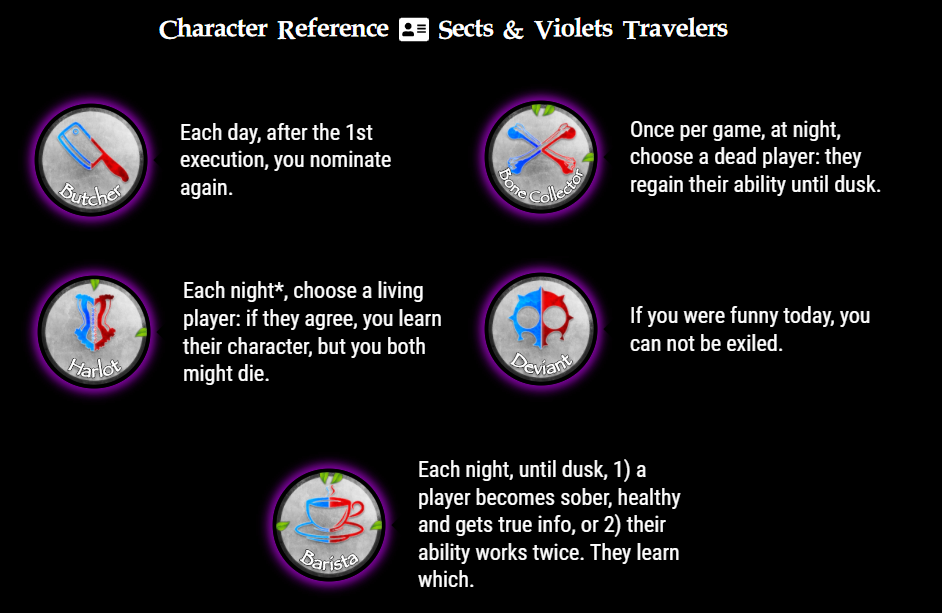 Character Reference Sects & Violets Travelers
Butcher
Each day, after the 1st
execution, you nominate
again.
Bone Collector
Once per game, at night,
choose a dead player: they
regain their ability until dusk.
Harlot
Each night*, choose a living
player: if they agree, you learn
their character, but you both
might die.
Deviant
If you were funny today, you
can not be exiled.
Barista
Each night, until dusk, 1) a
player becomes sober, healthy
and gets true info, or 2) their
ability works twice. They learn
which.